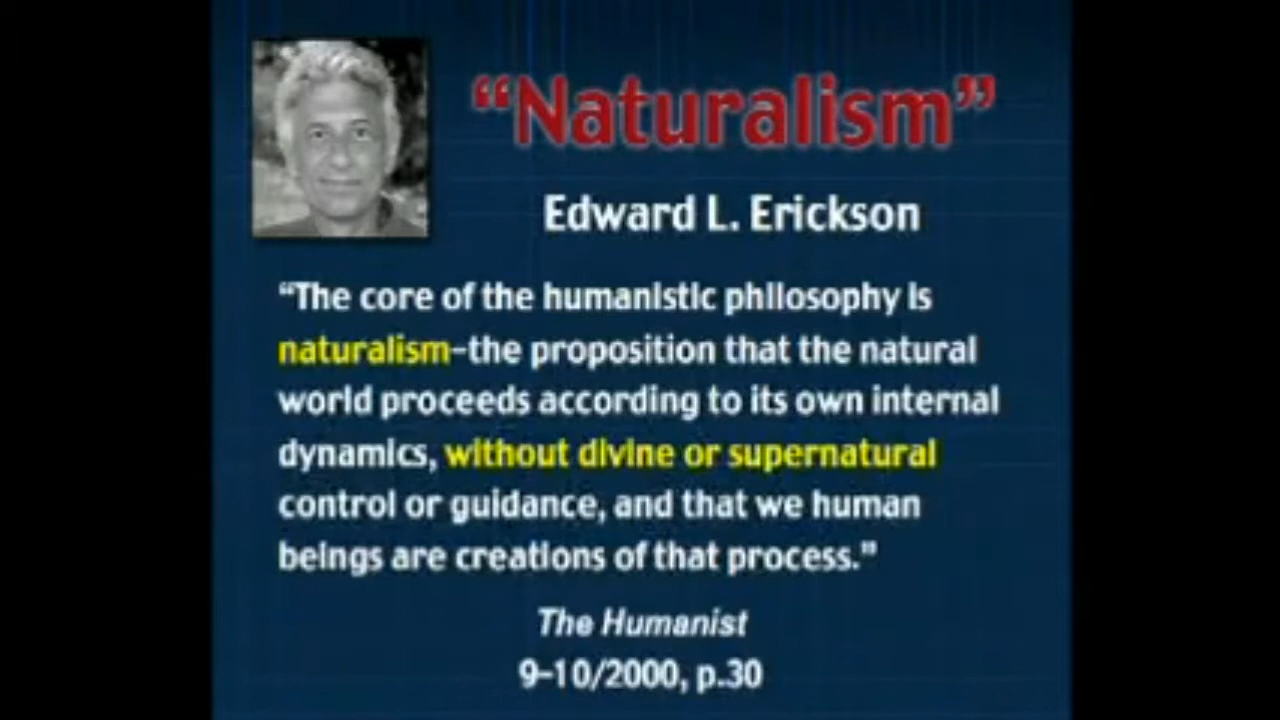 “Naturalism”
Edward L. Erickson
“The core of the humanistic philosophy is
naturalism–the proposition that the natural
world proceeds according to its own internal
dynamics, without divine or supernatural
control or guidance, and that we human
beings are creations of that process.”
The Humanist
9-10/2000, p.30